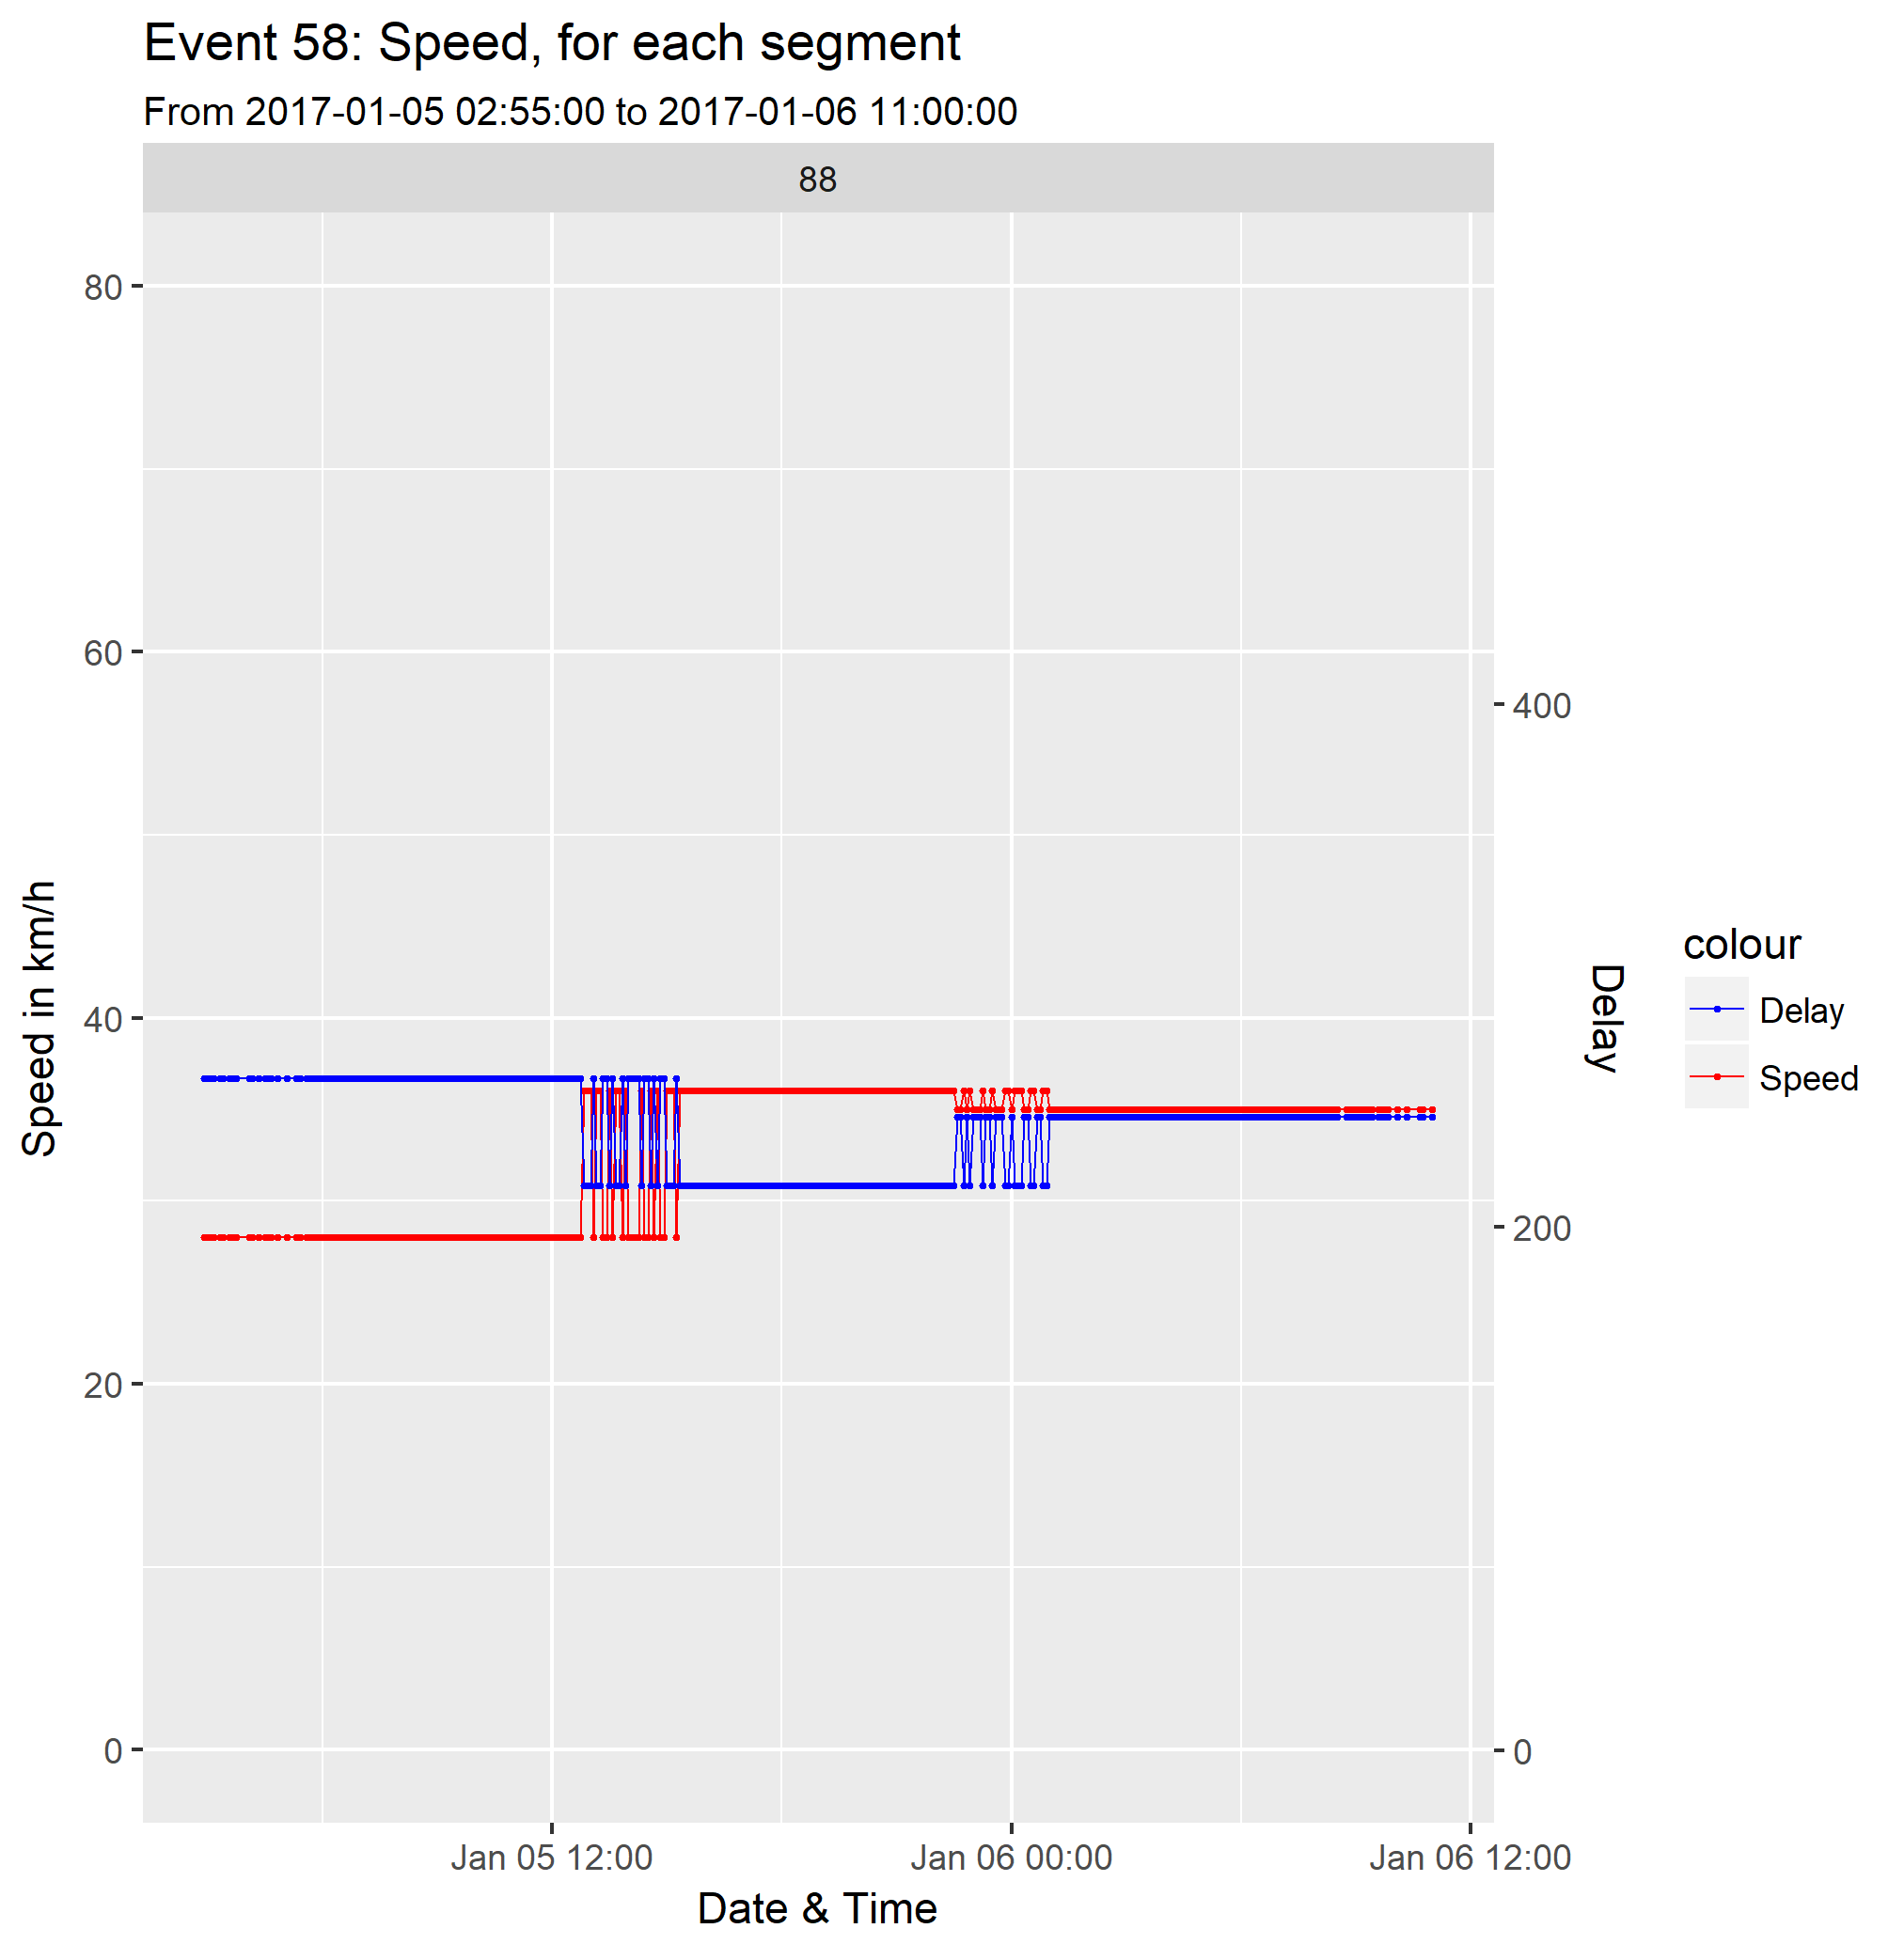 Event 58: Speed, for each segment
From 2017-01-05 02:55:00 to 2017-01-06 11:00:00
88
80
60
40
20
0
Speed in km/h
400
200
0
Delay
colour
Delay
Speed
Jan 05 12:00
Jan 06 00:00
Jan 06 12:00
Date & Time